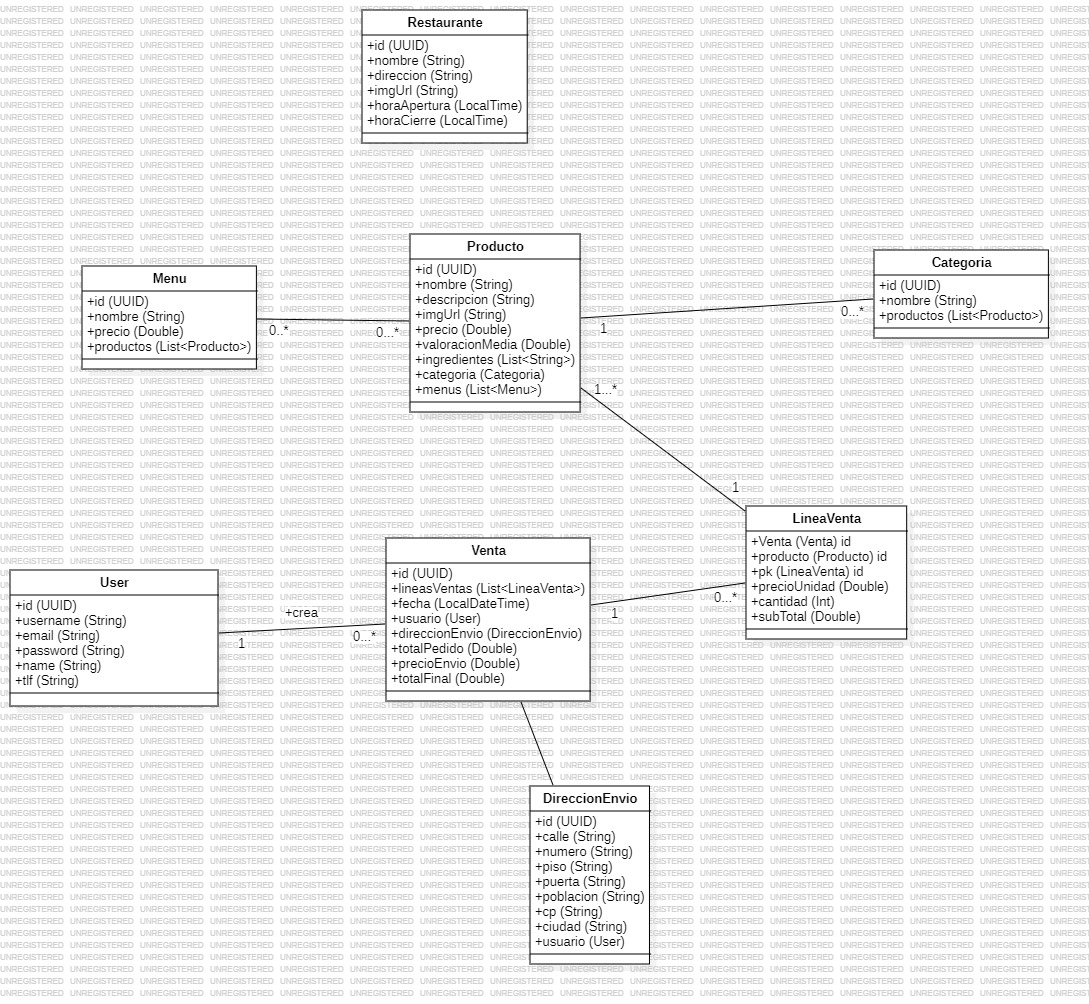 Restaurante
+id (UUID)
+nombre (String)
+direccion (String)
+imgUrl (String)
+horaApertura (LocalTime)
+horaCierre (LocalTime)
Producto
+id (UUID)
+nombre (String)
+descripcion (String)
+imgUrl (String)
+precio (Double)
+valoracionMedia (Double)
+ingredientes (List<String>)
+categoria (Categoria)
+menus (List<Menu>)
Categoria
+id (UUID)
+nombre (String)
+productos (List<Producto>)
Menu
+id (UUID)
+nombre (String)
+precio (Double)
+productos (List<Producto>)
0..*
0...*
1
0...*
1...*
1
LineaVenta
+Venta (Venta) id
+producto (Producto) id
+pk (LineaVenta) id
+precioUnidad (Double)
+cantidad (Int)
+subTotal (Double)
Venta
+id (UUID)
+lineasVentas (List<LineaVenta>)
+fecha (LocalDateTime)
+usuario (User)
+direccionEnvio (DireccionEnvio)
+totalPedido (Double)
+precioEnvio (Double)
+totalFinal (Double)
User
+id (UUID)
+username (String)
+email (String)
+password (String)
+name (String)
+tlf (String)
+crea
1
0...*
1
0...*
DireccionEnvio
+id (UUID)
+calle (String)
+numero (String)
+piso (String)
+puerta (String)
+poblacion (String)
+cp (String)
+ciudad (String)
+usuario (User)
UNREGISTERED